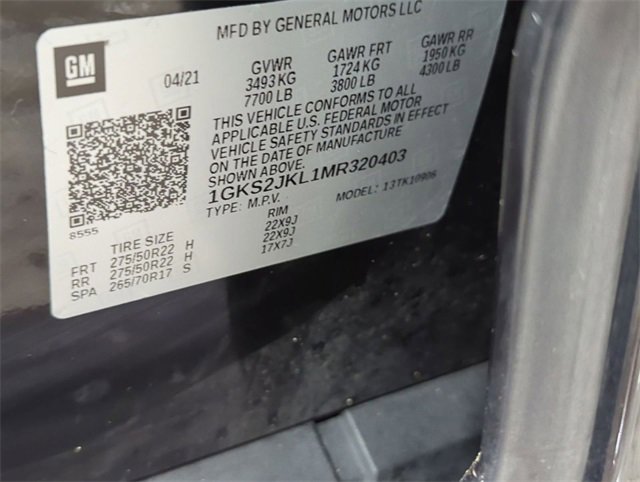 GM
MFD BY GENERAL MOTORS LLC
04/21
GVWR GAWR FRT GAWR RR
3493 KG 1724 KG 1950 KG
7700 LB 3800 LB 4300 LB
THIS VEHICLE CONFORMS TO ALL
APPLICABLE U.S. FEDERAL MOTOR
VEHICLE SAFETY STANDARDS IN EFFECT
ON THE DATE OF MANUFACTURE
1GKS2JKL1MR320403
TYPE: M.P.V. MODEL: 13TK10906
8555
TIRE SIZE RIM
FRT 275/50R22 H 22X9J
RR 275/50R22 H 22X9J
SPA 265/70R17 S 17X7J